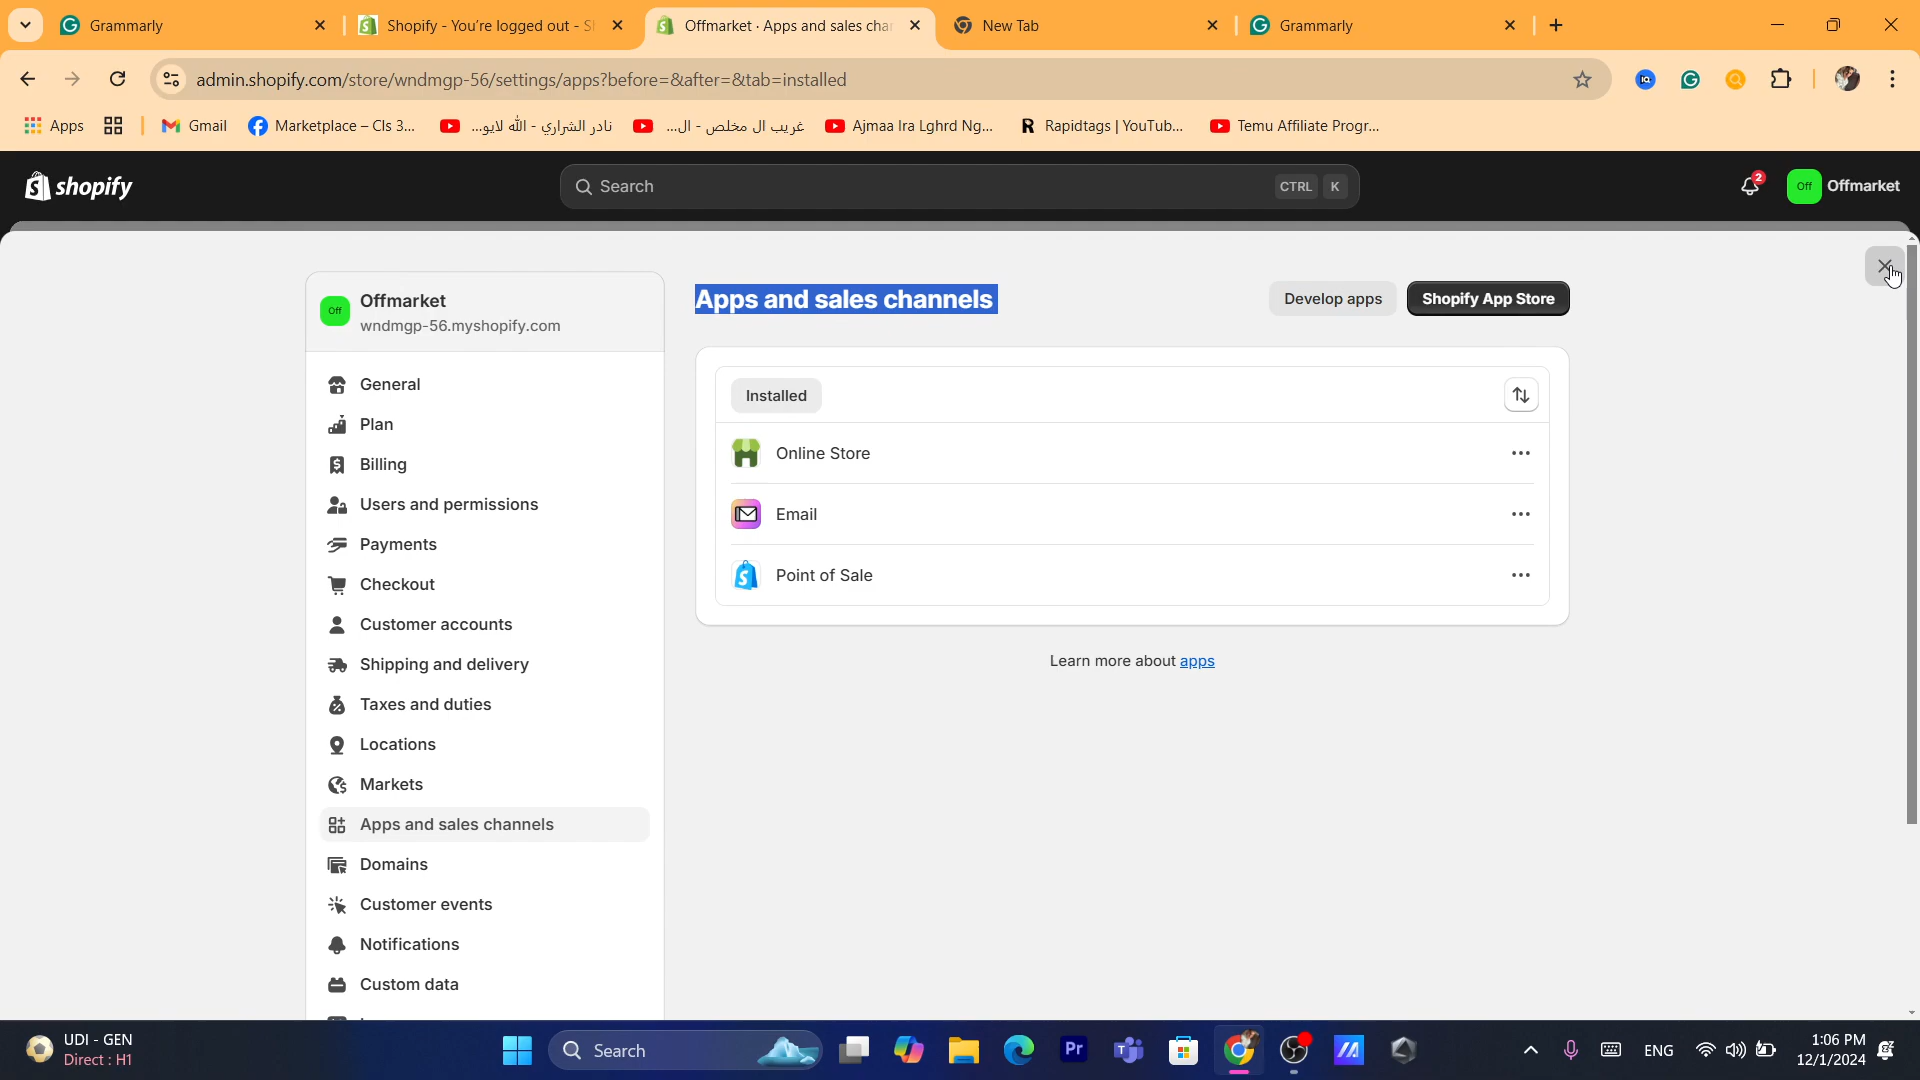 Grammarly
Shopify - You're logged out - S
Offmarket · Apps and sales cha
New Tab
Grammarly
admin.shopify.com/store/wndmgp-56/settings/apps?before=&after=&tab=installed
Apps
Gmail
Marketplace – Cls 3...
نادر الشراري - الله لايو...
غريب ال مخلص - ال...
Ajmaa Ira Lghrd Ng...
Rapidtags | YouTub...
Temu Affiliate Progr...
shopify
Search
CTRL K
2
Off
Offmarket
Off
Offmarket
wndmgp-56.myshopify.com
General
Plan
Billing
Users and permissions
Payments
Checkout
Customer accounts
Shipping and delivery
Taxes and duties
Locations
Markets
Apps and sales channels
Domains
Customer events
Notifications
Custom data
Apps and sales channels
Develop apps
Shopify App Store
Installed
Online Store
Email
Point of Sale
Learn more about apps
UDI - GEN
Direct : H1
Search
Pr
ENG
1:06 PM
12/1/2024